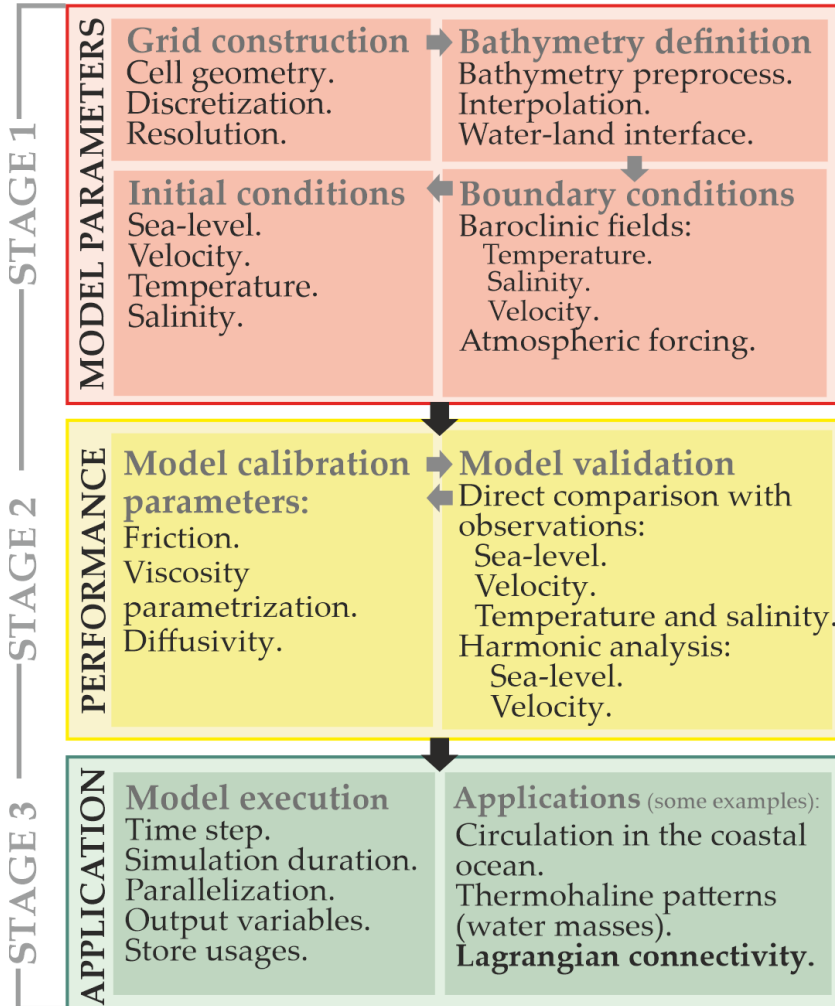 STAGE 1
MODEL PARAMETERS
Grid construction
Cell geometry.
Discretization.
Resolution.
Bathymetry definition
Bathymetry preprocess.
Interpolation.
Water-land interface.
Initial conditions
Sea-level.
Velocity.
Temperature.
Salinity.
Boundary conditions
Baroclinic fields:
Temperature.
Salinity.
Velocity.
Atmospheric forcing.
STAGE 2
PERFORMANCE
Model calibration
parameters:
Friction.
Viscosity
parametrization.
Diffusivity.
Model validation
Direct comparison with
observations:
Sea-level.
Velocity.
Temperature and salinity.
Harmonic analysis:
Sea-level.
Velocity.
STAGE 3
APPLICATION
Model execution
Time step.
Simulation duration.
Parallelization.
Output variables.
Store usages.
Applications (some examples):
Circulation in the coastal
ocean.
Thermohaline patterns
(water masses).
Lagrangian connectivity.